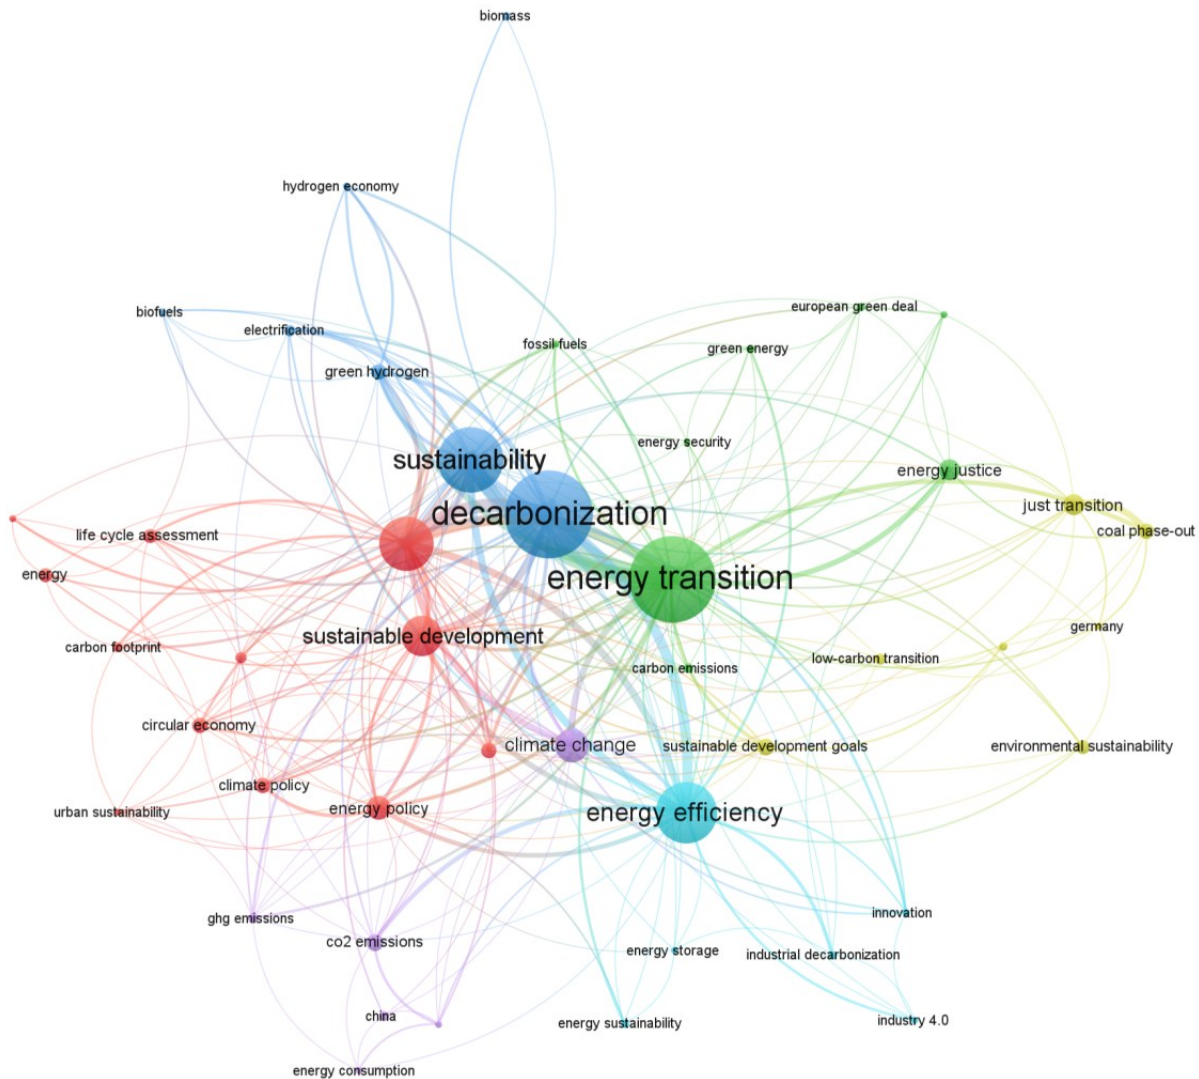 biomass
hydrogen economy
biofuels
european green deal
electrification
fossil fuels
green energy
green hydrogen
energy security
sustainability
energy justice
decarbonization
just transition
life cycle assessment
coal phase-out
energy
energy transition
germany
sustainable development
carbon footprint
low-carbon transition
carbon emissions
circular economy
climate change
sustainable development goals
environmental sustainability
climate policy
energy policy
urban sustainability
energy efficiency
ghg emissions
innovation
co2 emissions
energy storage
industrial decarbonization
china
energy sustainability
industry 4.0
energy consumption